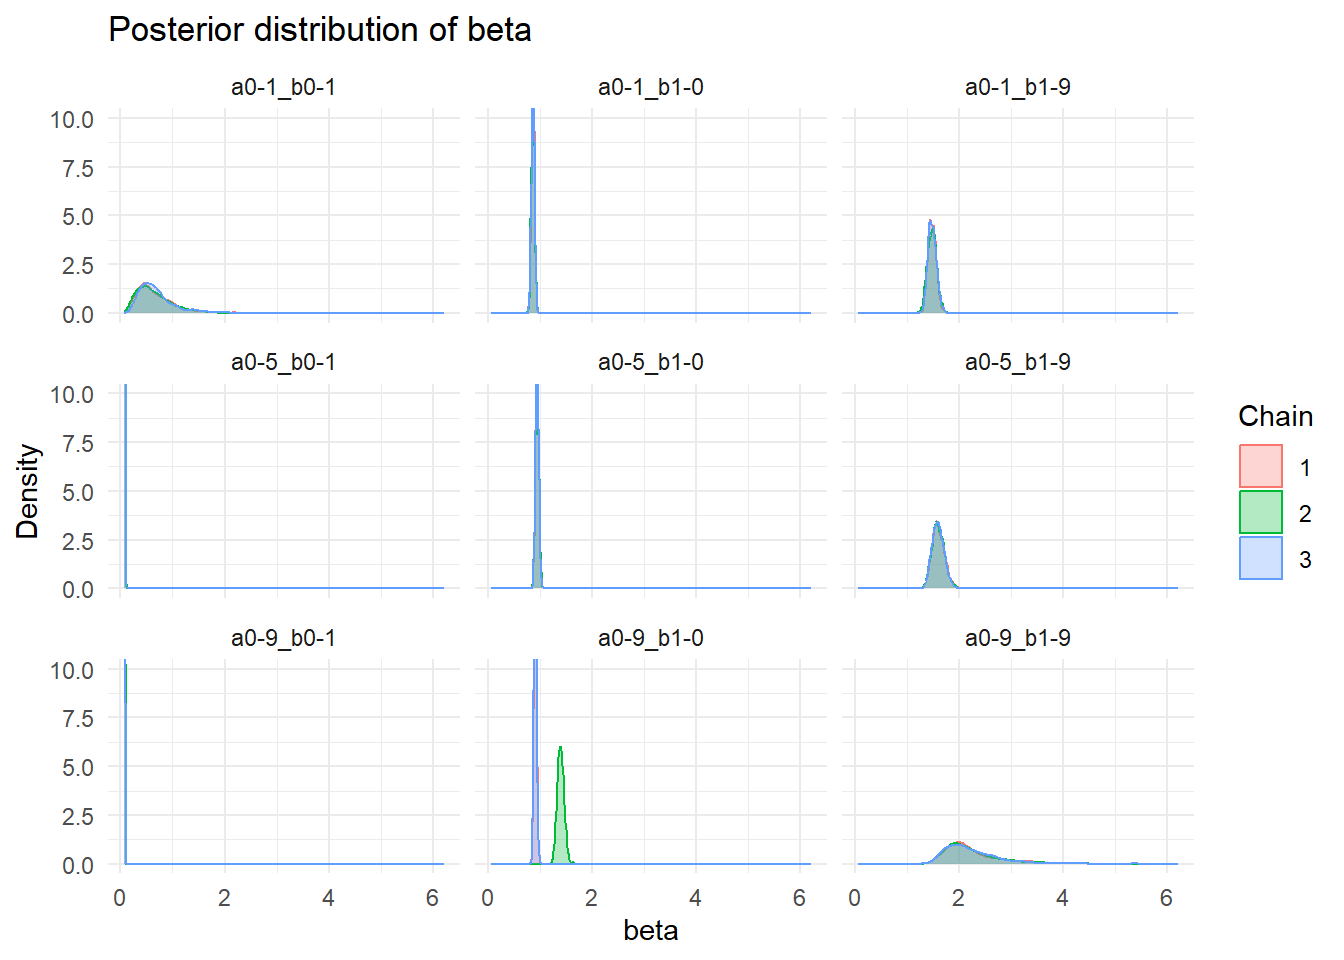 Posterior distribution of beta
a0-1_b0-1 a0-1_b1-0 a0-1_b1-9
10.0
7.5
5.0
2.5
0.0
a0-5_b0-1 a0-5_b1-0 a0-5_b1-9
10.0
7.5
5.0
2.5
0.0
a0-9_b0-1 a0-9_b1-0 a0-9_b1-9
10.0
7.5
5.0
2.5
0.0
0 2 4 6 0 2 4 6 0 2 4 6
beta
Density
Chain
1
2
3